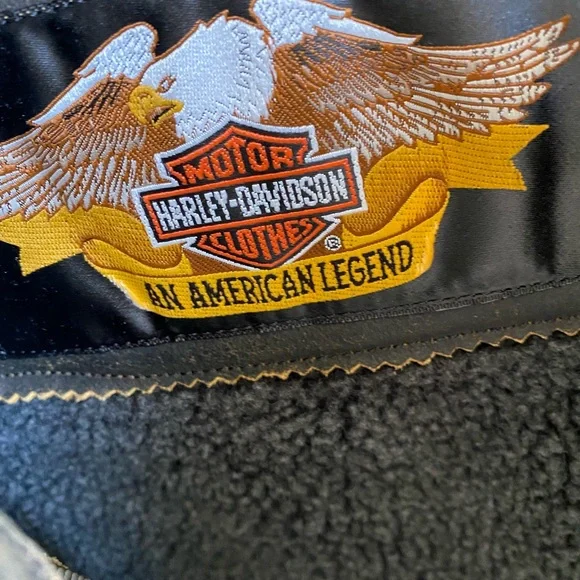 MOTOR
HARLEY-DAVIDSON
CLOTHES
®
AN AMERICAN LEGEND